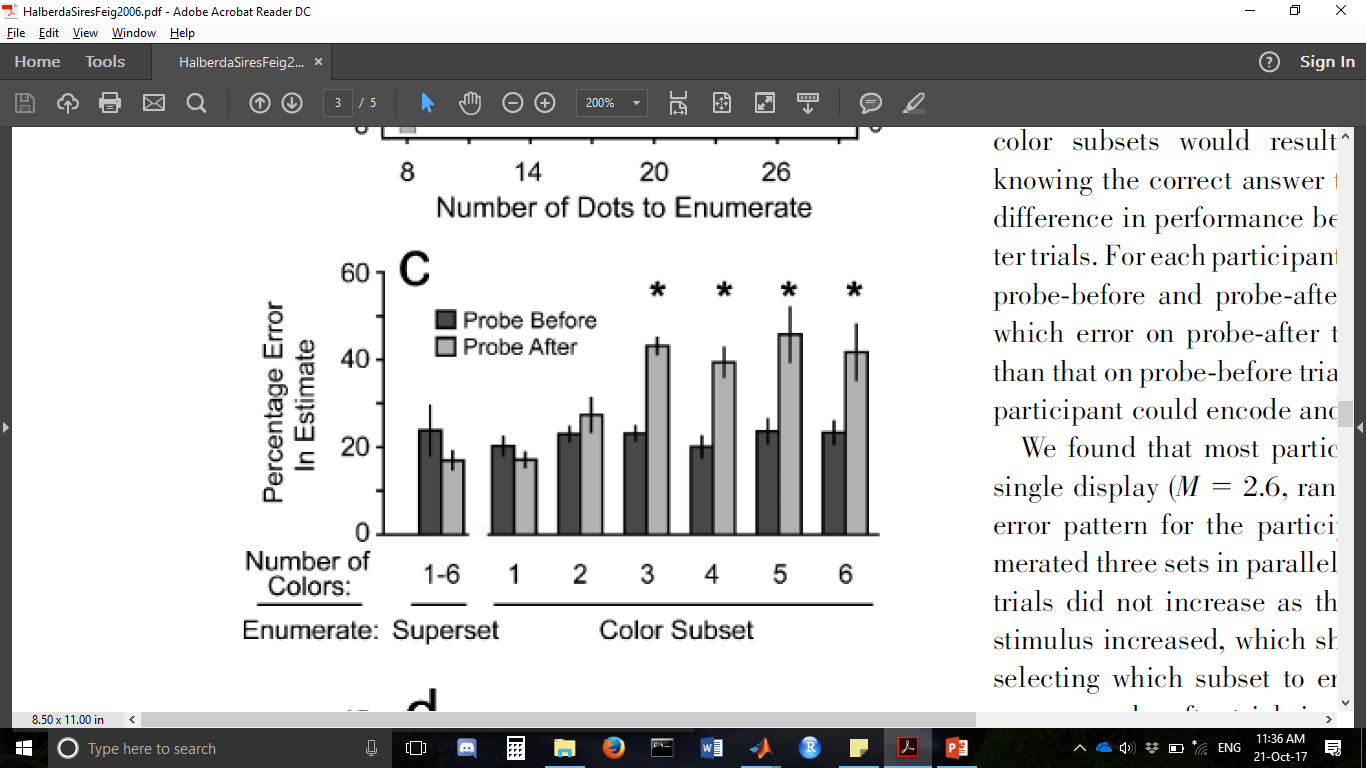 HalberdaSiresFeig2006.pdf - Adobe Acrobat Reader DC
File Edit View Window Help
Home Tools HalberdaSiresFeig2... × ? Sign In
3 / 5 200%
8 14 20 26
Number of Dots to Enumerate
C
60
40
20
0
Percentage Error
In Estimate
Probe Before
Probe After
* * * *
Number of
Colors: 1-6 1 2 3 4 5 6
Enumerate: Superset Color Subset
d
color subsets would result
knowing the correct answer
difference in performance be
ter trials. For each participant
probe-before and probe-afte
which error on probe-after
than that on probe-before tria
participant could encode and
We found that most partic
single display (M = 2.6, ran
error pattern for the partici
merated three sets in parallel
trials did not increase as th
stimulus increased, which sh
selecting which subset to er
8.50 x 11.00 in
Type here to search
ENG
11:36 AM
21-Oct-17